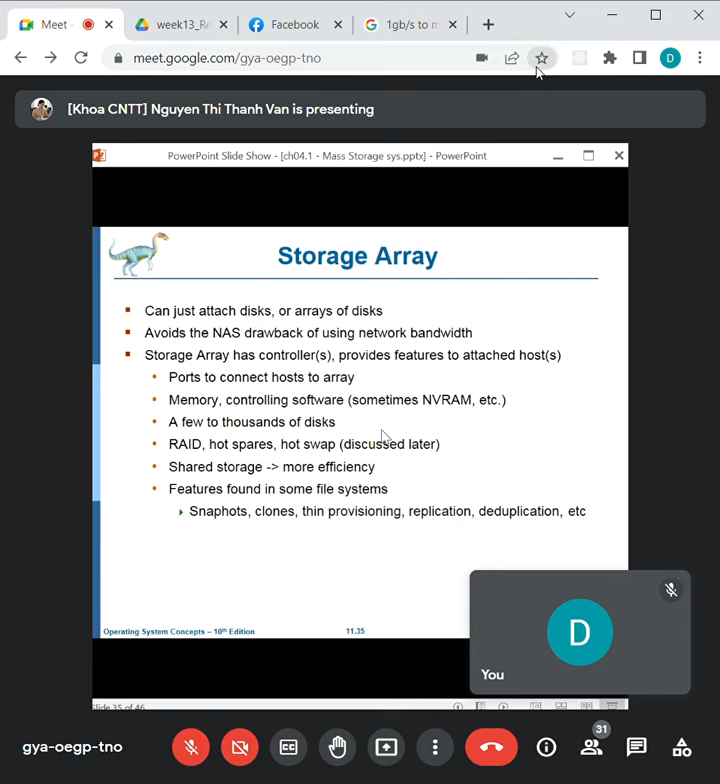 Meet -
week13_Re
Facebook
1gb/s to m
meet.google.com/gya-oegp-tno
D
[Khoa CNTT] Nguyen Thi Thanh Van is presenting
PowerPoint Slide Show - [ch04.1 - Mass Storage sys.pptx] - PowerPoint
Storage Array
Can just attach disks, or arrays of disks
Avoids the NAS drawback of using network bandwidth
Storage Array has controller(s), provides features to attached host(s)
Ports to connect hosts to array
Memory, controlling software (sometimes NVRAM, etc.)
A few to thousands of disks
RAID, hot spares, hot swap (discussed later)
Shared storage -> more efficiency
Features found in some file systems
Snaphots, clones, thin provisioning, replication, deduplication, etc
Operating System Concepts – 10th Edition
11.35
D
You
Slide 35 of 46
gya-oegp-tno
31